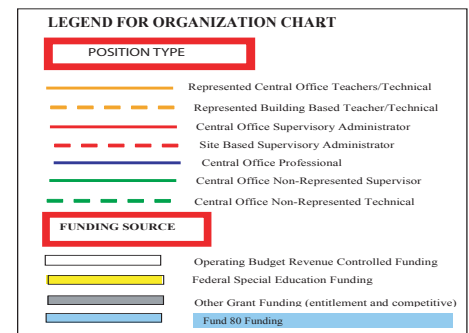 LEGEND FOR ORGANIZATION CHART
POSITION TYPE
Represented Central Office Teachers/Technical
Represented Building Based Teacher/Technical
Central Office Supervisory Administrator
Site Based Supervisory Administrator
Central Office Professional
Central Office Non-Represented Supervisor
Central Office Non-Represented Technical
FUNDING SOURCE
Operating Budget Revenue Controlled Funding
Federal Special Education Funding
Other Grant Funding (entitlement and competitive)
Fund 80 Funding